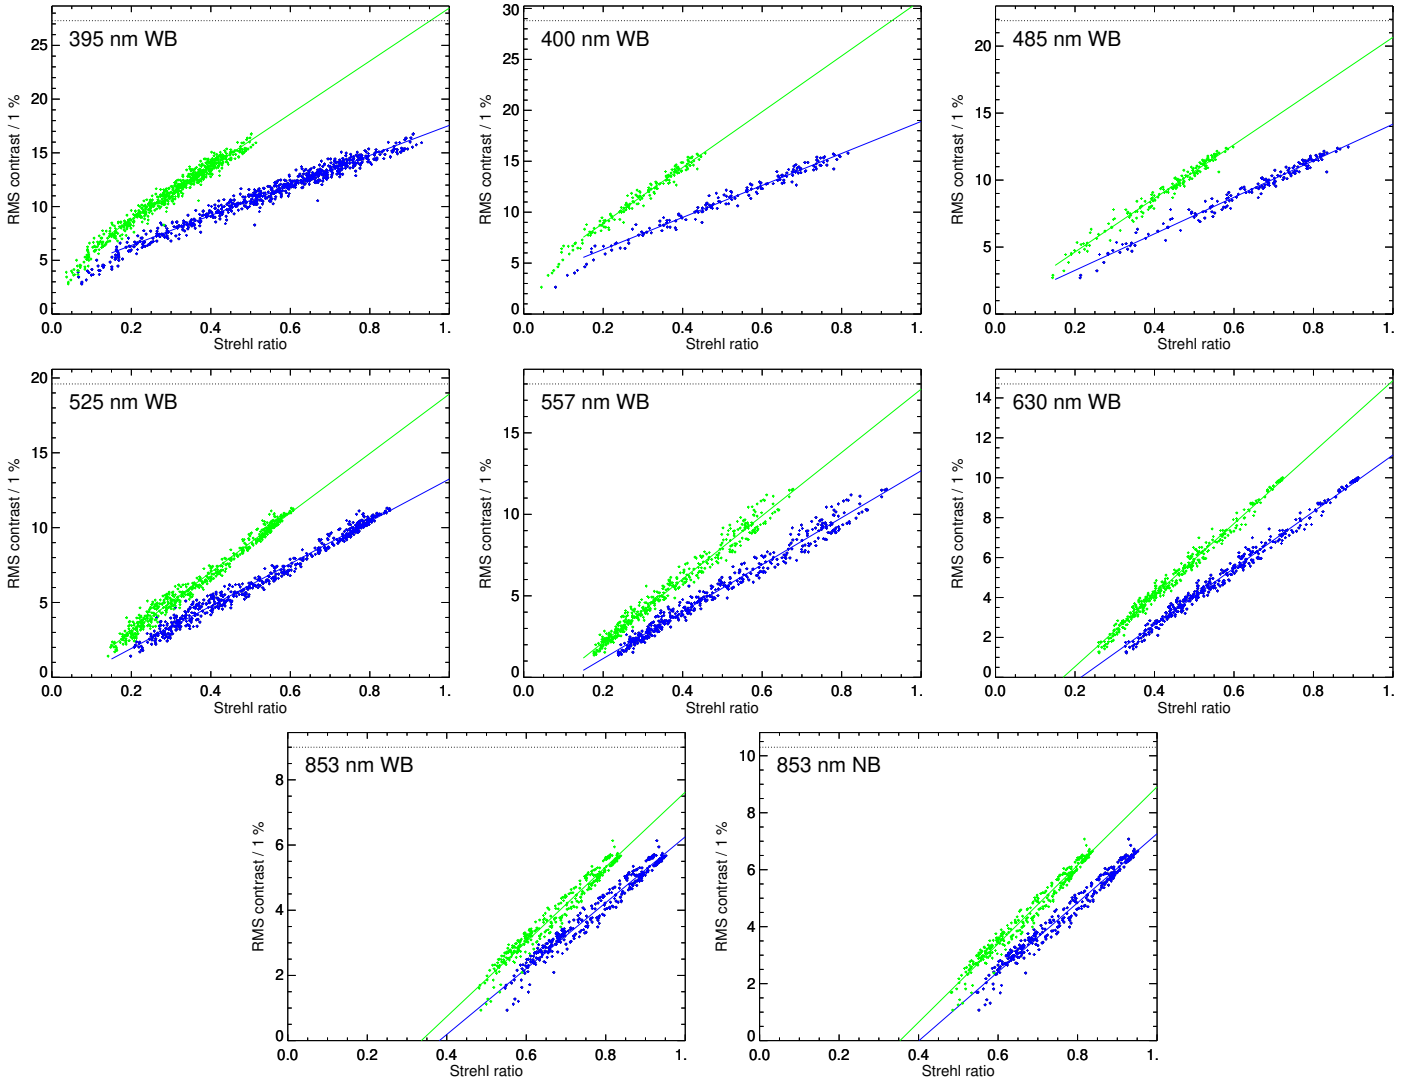 395 nm WB
RMS contrast / 1 %
25
20
15
10
5
0
0.0 0.2 0.4 0.6 0.8 1.
Strehl ratio
400 nm WB
RMS contrast / 1 %
30
25
20
15
10
5
0
0.0 0.2 0.4 0.6 0.8 1.
Strehl ratio
485 nm WB
RMS contrast / 1 %
20
15
10
5
0
0.0 0.2 0.4 0.6 0.8 1.
Strehl ratio
525 nm WB
RMS contrast / 1 %
20
15
10
5
0
0.0 0.2 0.4 0.6 0.8 1.
Strehl ratio
557 nm WB
RMS contrast / 1 %
15
10
5
0
0.0 0.2 0.4 0.6 0.8 1.
Strehl ratio
630 nm WB
RMS contrast / 1 %
14
12
10
8
6
4
2
0
0.0 0.2 0.4 0.6 0.8 1.
Strehl ratio
853 nm WB
RMS contrast / 1 %
8
6
4
2
0
0.0 0.2 0.4 0.6 0.8 1.
Strehl ratio
853 nm NB
RMS contrast / 1 %
10
8
6
4
2
0
0.0 0.2 0.4 0.6 0.8 1.
Strehl ratio